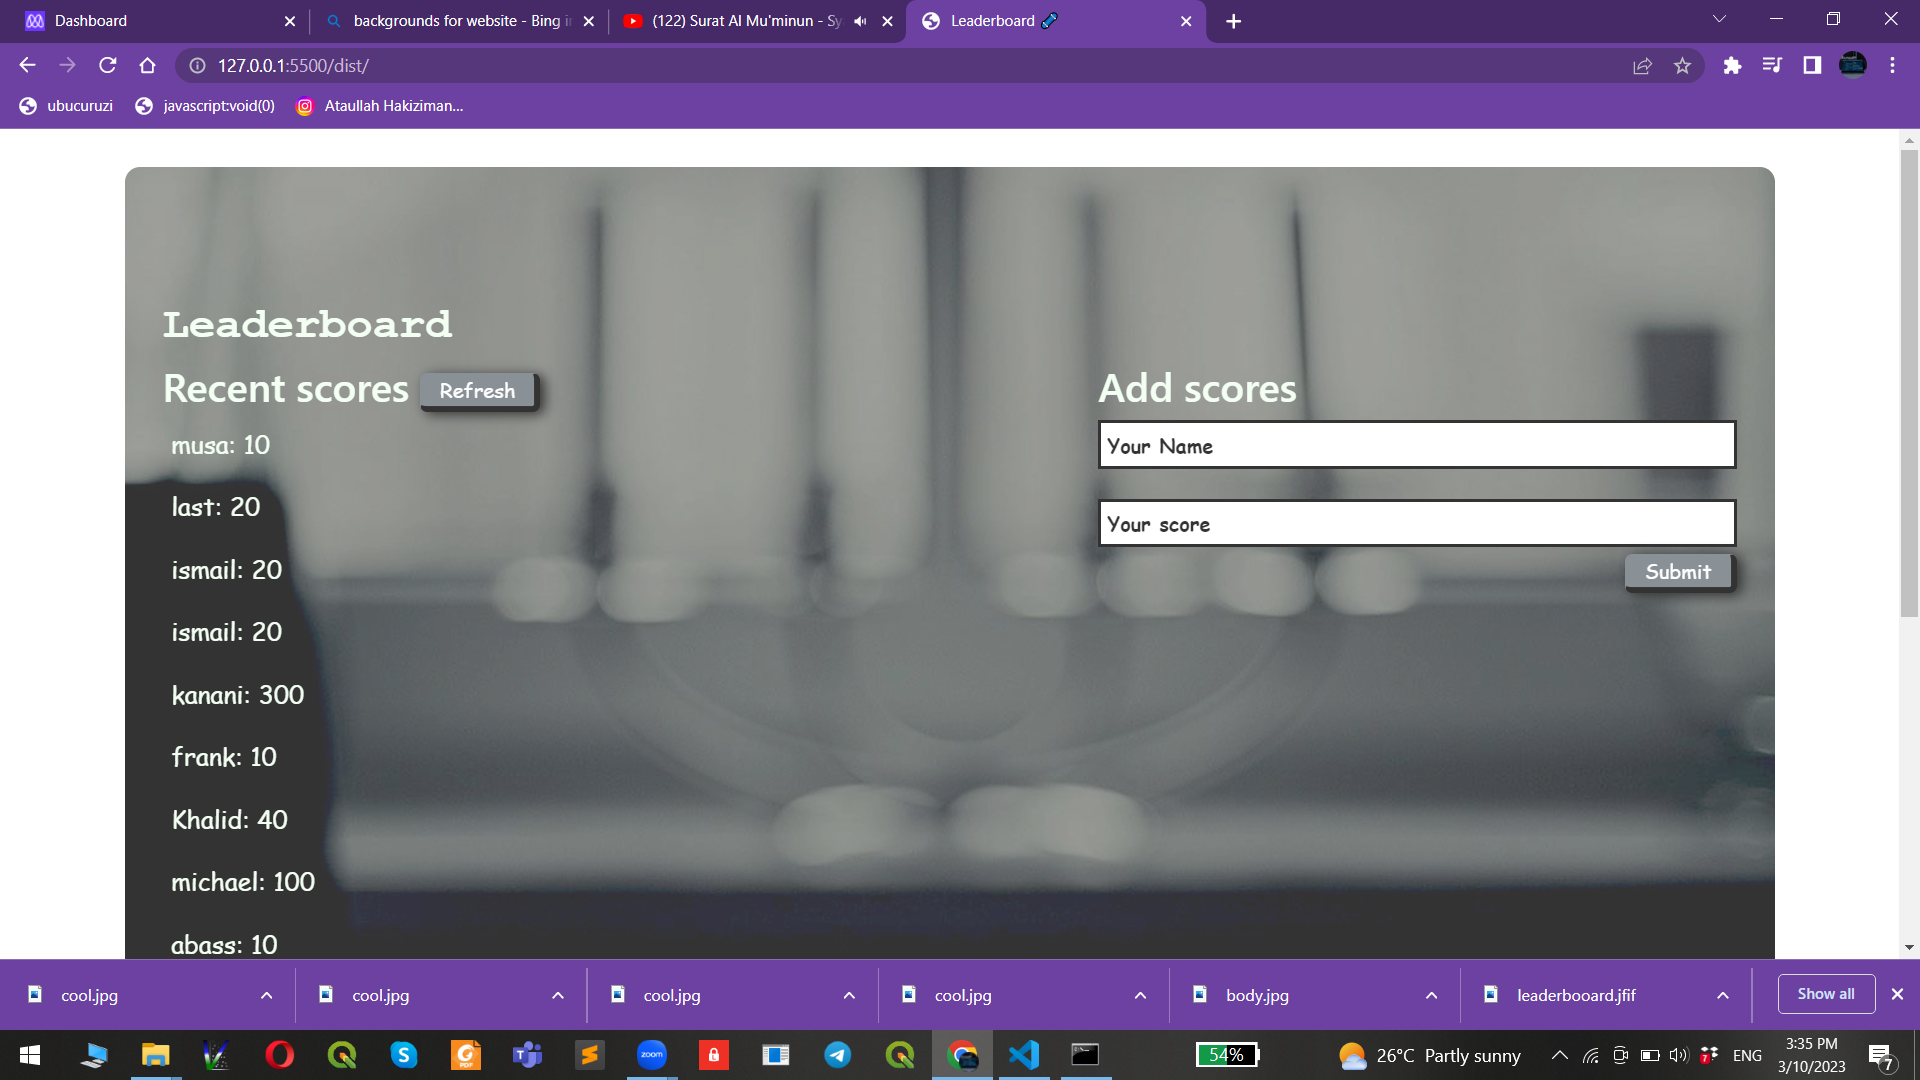 Dashboard
backgrounds for website - Bing i
(122) Surat Al Mu'minun - Sy
Leaderboard
127.0.0.1:5500/dist/
ubucuruzi
javascript:void(0)
Ataullah Hakiziman...
Leaderboard
Recent scores Refresh
musa: 10
last: 20
ismail: 20
ismail: 20
kanani: 300
frank: 10
Khalid: 40
michael: 100
abass: 10
Add scores
Your Name
Your score
Submit
cool.jpg
cool.jpg
cool.jpg
cool.jpg
body.jpg
leaderbooard.jfif
Show all
zoom
54%
26°C Partly sunny
ENG
3:35 PM
3/10/2023
7